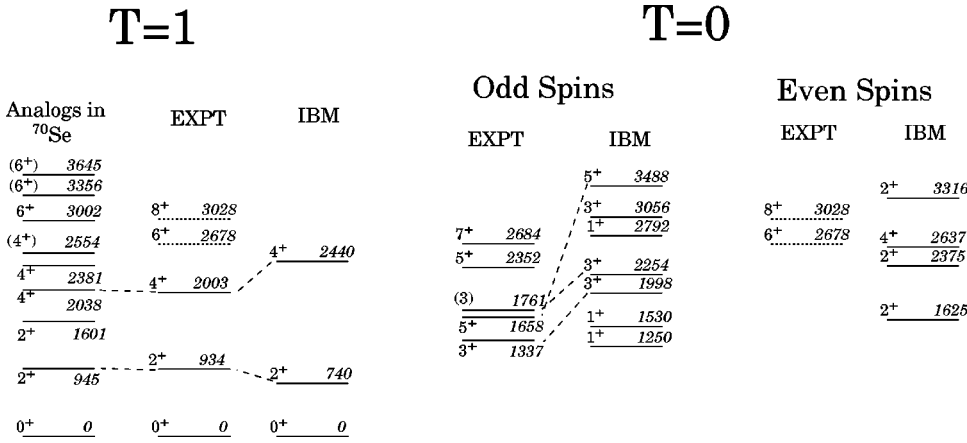 T=1
T=0
Odd Spins
Even Spins
Analogs in
⁷⁰Se
EXPT
IBM
EXPT
IBM
EXPT
IBM
(6⁺) 3645
(6⁺) 3356
6⁺ 3002
(4⁺) 2554
4⁺ 2381
4⁺ 2038
2⁺ 1601
2⁺ 945
0⁺ 0
8⁺ 3028
6⁺ 2678
4⁺ 2003
2⁺ 934
0⁺ 0
4⁺ 2440
2⁺ 740
0⁺ 0
7⁺ 2684
5⁺ 2352
(3) 1761
5⁺ 1658
3⁺ 1337
5⁺ 3488
3⁺ 3056
1⁺ 2792
3⁺ 2254
3⁺ 1998
1⁺ 1530
1⁺ 1250
8⁺ 3028
6⁺ 2678
2⁺ 3316
4⁺ 2637
2⁺ 2375
2⁺ 1625